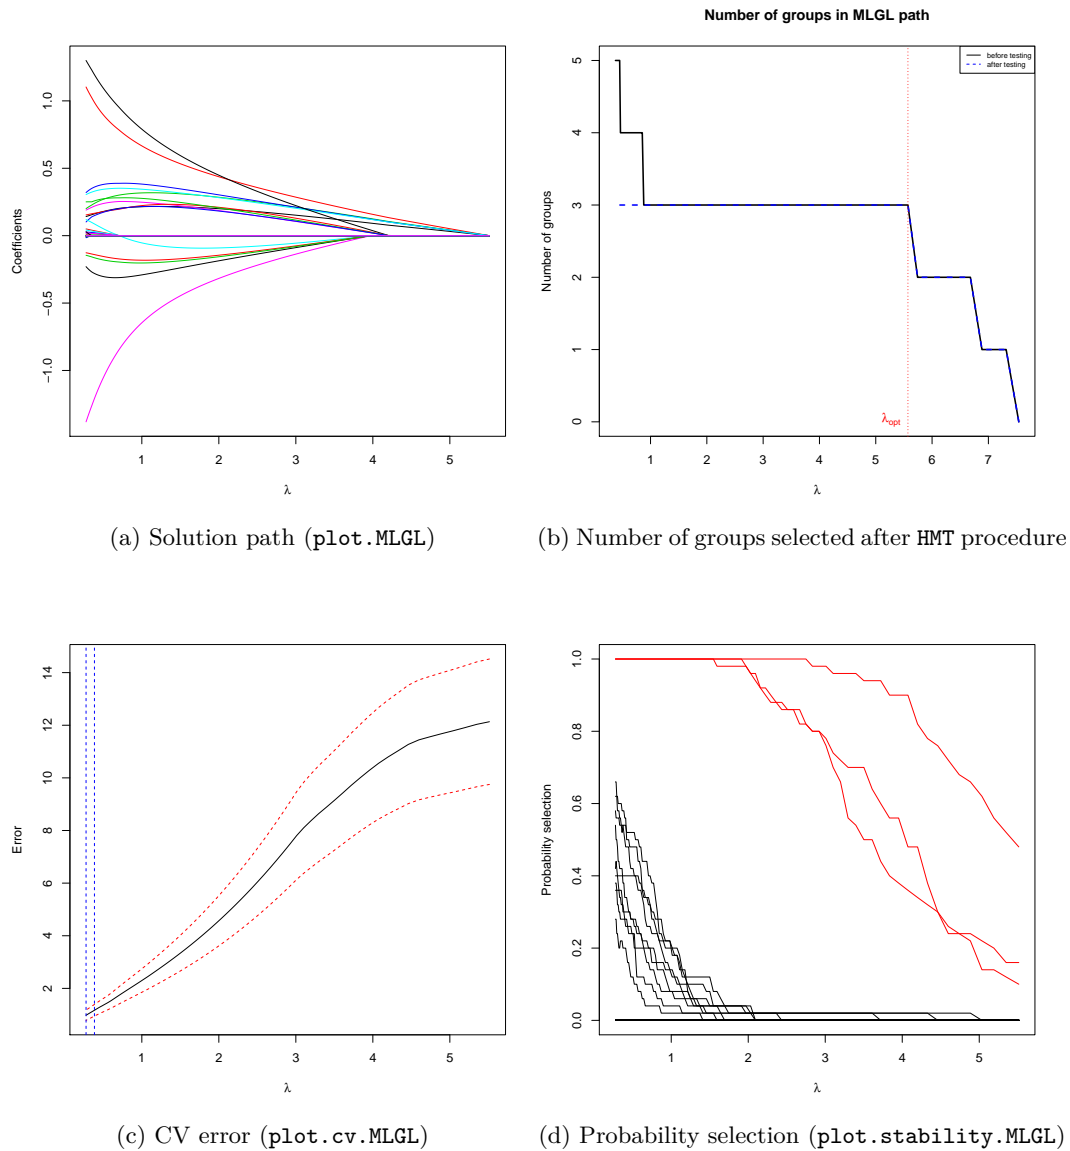 Number of groups in MLGL path
Coefficients
1.0
0.5
0.0
−0.5
−1.0
1 2 3 4 5
λ
(a) Solution path (plot.MLGL)
Number of groups
5
4
3
2
1
0
before testing
after testing
λopt
1 2 3 4 5 6 7
λ
(b) Number of groups selected after HMT procedure
Error
14
12
10
8
6
4
2
1 2 3 4 5
λ
(c) CV error (plot.cv.MLGL)
Probability selection
1.0
0.8
0.6
0.4
0.2
0.0
1 2 3 4 5
λ
(d) Probability selection (plot.stability.MLGL)